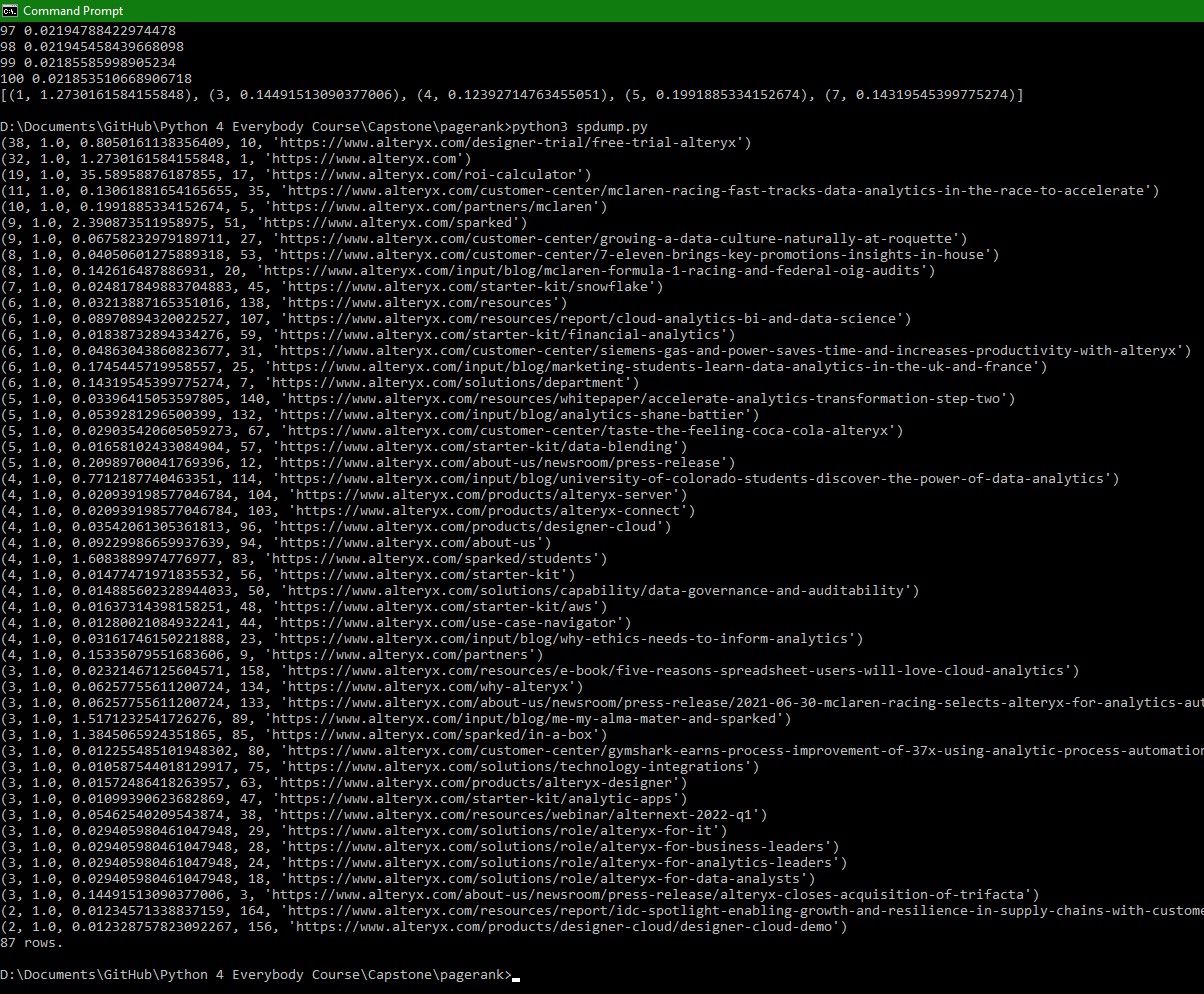 Command Prompt
97 0.02194788422974478
98 0.021945458439668098
99 0.02185585998905234
100 0.021853510668906718
[(1, 1.2730161584155848), (3, 0.14491513090377006), (4, 0.12392714763455051), (5, 0.1991885334152674), (7, 0.14319545399775274)]
D:\Documents\GitHub\Python 4 Everybody Course\Capstone\pagerank>python3 spdump.py
(38, 1.0, 0.8050161138356409, 10, 'https://www.alteryx.com/designer-trial/free-trial-alteryx')
(32, 1.0, 1.2730161584155848, 1, 'https://www.alteryx.com')
(19, 1.0, 35.58958876187855, 17, 'https://www.alteryx.com/roi-calculator')
(11, 1.0, 0.13061881654165655, 35, 'https://www.alteryx.com/customer-center/mclaren-racing-fast-tracks-data-analytics-in-the-race-to-accelerate')
(10, 1.0, 0.1991885334152674, 5, 'https://www.alteryx.com/partners/mclaren')
(9, 1.0, 2.390873511958975, 51, 'https://www.alteryx.com/sparked')
(9, 1.0, 0.06758232979189711, 27, 'https://www.alteryx.com/customer-center/growing-a-data-culture-naturally-at-roquette')
(8, 1.0, 0.04050601275889318, 53, 'https://www.alteryx.com/customer-center/7-eleven-brings-key-promotions-insights-in-house')
(8, 1.0, 0.142616487886931, 20, 'https://www.alteryx.com/input/blog/mclaren-formula-1-racing-and-federal-oig-audits')
(7, 1.0, 0.024817849883704883, 45, 'https://www.alteryx.com/starter-kit/snowflake')
(6, 1.0, 0.03213887165351016, 138, 'https://www.alteryx.com/resources')
(6, 1.0, 0.08970894320022527, 107, 'https://www.alteryx.com/resources/report/cloud-analytics-bi-and-data-science')
(6, 1.0, 0.01838732894334276, 59, 'https://www.alteryx.com/starter-kit/financial-analytics')
(6, 1.0, 0.04863043860823677, 31, 'https://www.alteryx.com/customer-center/siemens-gas-and-power-saves-time-and-increases-productivity-with-alteryx')
(6, 1.0, 0.1745445719958557, 25, 'https://www.alteryx.com/input/blog/marketing-students-learn-data-analytics-in-the-uk-and-france')
(6, 1.0, 0.14319545399775274, 7, 'https://www.alteryx.com/solutions/department')
(5, 1.0, 0.03396415053597805, 140, 'https://www.alteryx.com/resources/whitepaper/accelerate-analytics-transformation-step-two')
(5, 1.0, 0.0539281296500399, 132, 'https://www.alteryx.com/input/blog/analytics-shane-battier')
(5, 1.0, 0.029035420605059273, 67, 'https://www.alteryx.com/customer-center/taste-the-feeling-coca-cola-alteryx')
(5, 1.0, 0.01658102433084904, 57, 'https://www.alteryx.com/starter-kit/data-blending')
(5, 1.0, 0.20989700041769396, 12, 'https://www.alteryx.com/about-us/newsroom/press-release')
(4, 1.0, 0.7712187740463351, 114, 'https://www.alteryx.com/input/blog/university-of-colorado-students-discover-the-power-of-data-analytics')
(4, 1.0, 0.020939198577046784, 104, 'https://www.alteryx.com/products/alteryx-server')
(4, 1.0, 0.020939198577046784, 103, 'https://www.alteryx.com/products/alteryx-connect')
(4, 1.0, 0.03542061305361813, 96, 'https://www.alteryx.com/products/designer-cloud')
(4, 1.0, 0.09229986659937639, 94, 'https://www.alteryx.com/about-us')
(4, 1.0, 1.6083889974776977, 83, 'https://www.alteryx.com/sparked/students')
(4, 1.0, 0.01477471971835532, 56, 'https://www.alteryx.com/starter-kit')
(4, 1.0, 0.014885602328944033, 50, 'https://www.alteryx.com/solutions/capability/data-governance-and-auditability')
(4, 1.0, 0.01637314398158251, 48, 'https://www.alteryx.com/starter-kit/aws')
(4, 1.0, 0.01280021084932241, 44, 'https://www.alteryx.com/use-case-navigator')
(4, 1.0, 0.03161746150221888, 23, 'https://www.alteryx.com/input/blog/why-ethics-needs-to-inform-analytics')
(4, 1.0, 0.15335079551683606, 9, 'https://www.alteryx.com/partners')
(3, 1.0, 0.02321467125604571, 158, 'https://www.alteryx.com/resources/e-book/five-reasons-spreadsheet-users-will-love-cloud-analytics')
(3, 1.0, 0.06257755611200724, 134, 'https://www.alteryx.com/why-alteryx')
(3, 1.0, 0.06257755611200724, 133, 'https://www.alteryx.com/about-us/newsroom/press-release/2021-06-30-mclaren-racing-selects-alteryx-for-analytics-aut
(3, 1.0, 1.5171232541726276, 89, 'https://www.alteryx.com/input/blog/me-my-alma-mater-and-sparked')
(3, 1.0, 1.3845065924351865, 85, 'https://www.alteryx.com/sparked/in-a-box')
(3, 1.0, 0.012255485101948302, 80, 'https://www.alteryx.com/customer-center/gymshark-earns-process-improvement-of-37x-using-analytic-process-automation
(3, 1.0, 0.010587544018129917, 75, 'https://www.alteryx.com/solutions/technology-integrations')
(3, 1.0, 0.01572486418263957, 63, 'https://www.alteryx.com/products/alteryx-designer')
(3, 1.0, 0.01099390623682869, 47, 'https://www.alteryx.com/starter-kit/analytic-apps')
(3, 1.0, 0.05462540209543874, 38, 'https://www.alteryx.com/resources/webinar/alternext-2022-q1')
(3, 1.0, 0.029405980461047948, 29, 'https://www.alteryx.com/solutions/role/alteryx-for-it')
(3, 1.0, 0.029405980461047948, 28, 'https://www.alteryx.com/solutions/role/alteryx-for-business-leaders')
(3, 1.0, 0.029405980461047948, 24, 'https://www.alteryx.com/solutions/role/alteryx-for-analytics-leaders')
(3, 1.0, 0.029405980461047948, 18, 'https://www.alteryx.com/solutions/role/alteryx-for-data-analysts')
(3, 1.0, 0.14491513090377006, 3, 'https://www.alteryx.com/about-us/newsroom/press-release/alteryx-closes-acquisition-of-trifacta')
(2, 1.0, 0.01234571338837159, 164, 'https://www.alteryx.com/resources/report/idc-spotlight-enabling-growth-and-resilience-in-supply-chains-with-custome
(2, 1.0, 0.012328757823092267, 156, 'https://www.alteryx.com/products/designer-cloud/designer-cloud-demo')
87 rows.
D:\Documents\GitHub\Python 4 Everybody Course\Capstone\pagerank>